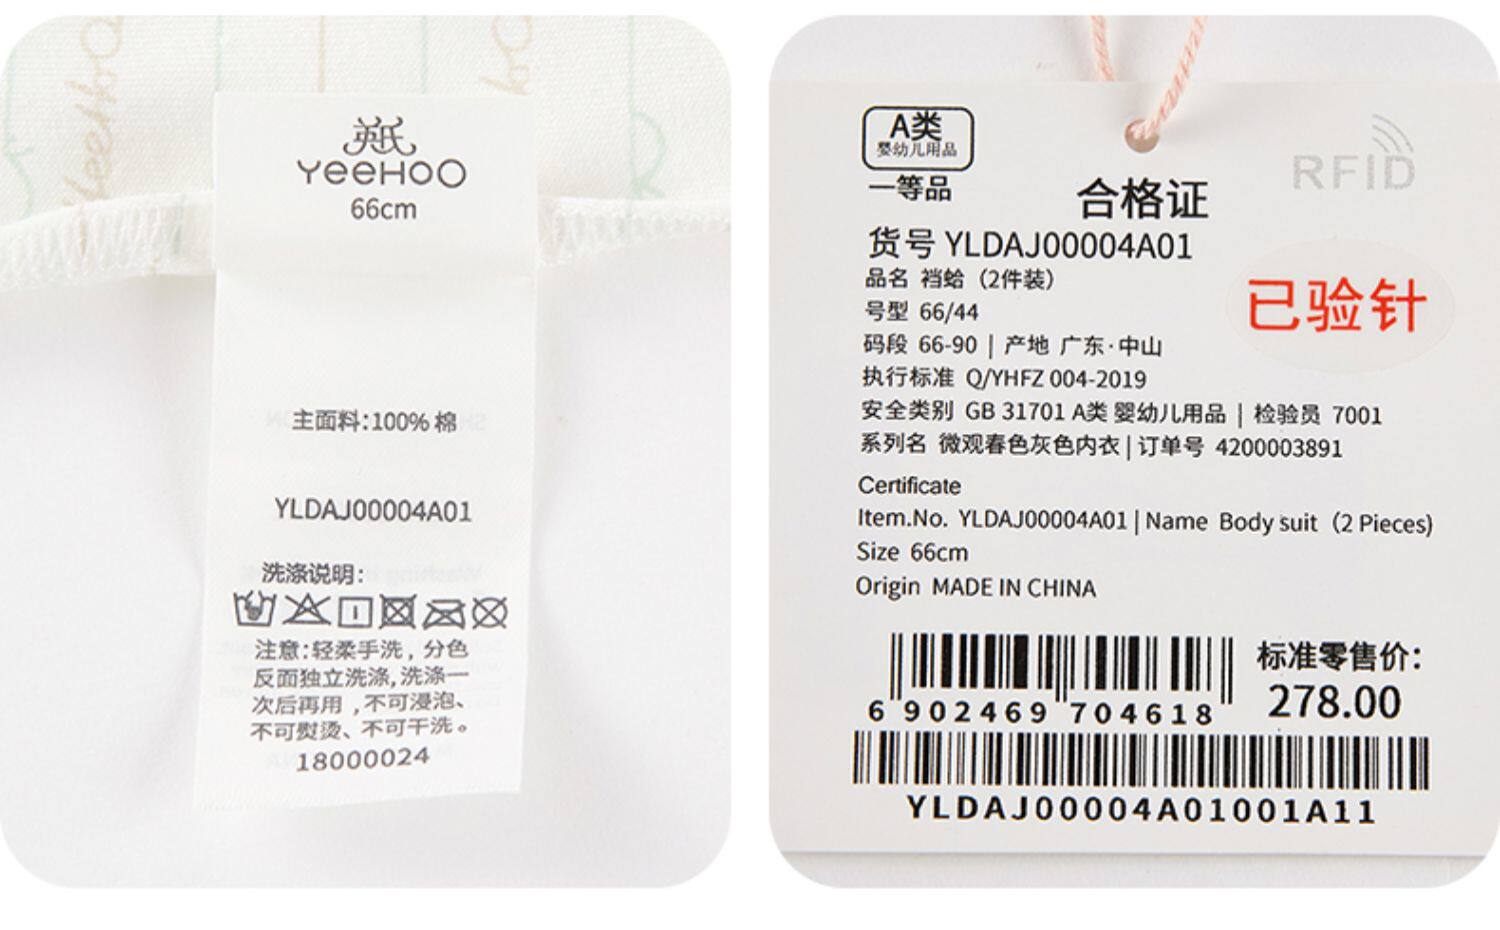 英氏
YeeHoO
66cm
主面料:100% 棉
YLDAJ00004A01
洗涤说明:
注意:轻柔手洗, 分色
反面独立洗涤,洗涤一
次后再用,不可浸泡、
不可熨烫、不可干洗。
18000024
A类
婴幼儿用品
一等品
合格证
RFID
货号 YLDAJ00004A01
已验针
品名 裆蛤（2件装）
号型 66/44
码段 66-90 | 产地 广东·中山
执行标准 Q/YHFZ 004-2019
安全类别 GB 31701 A类 婴幼儿用品 | 检验员 7001
系列名 微观春色灰色内衣 | 订单号 4200003891
Certificate
Item.No. YLDAJ00004A01 | Name Body suit（2 Pieces)
Size 66cm
Origin MADE IN CHINA
标准零售价:
278.00
6 902469 704618
YLDAJ00004A01001A11